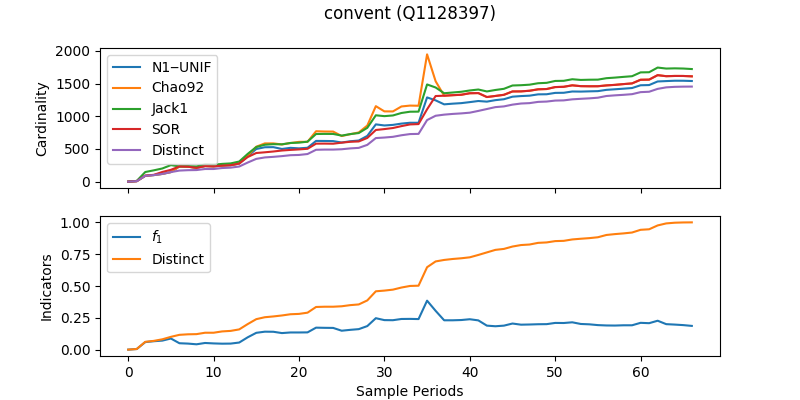 convent (Q1128397)
Cardinality
2000
1500
1000
500
0
N1−UNIF
Chao92
Jack1
SOR
Distinct
Indicators
1.00
0.75
0.50
0.25
0.00
f₁
Distinct
0 10 20 30 40 50 60
Sample Periods